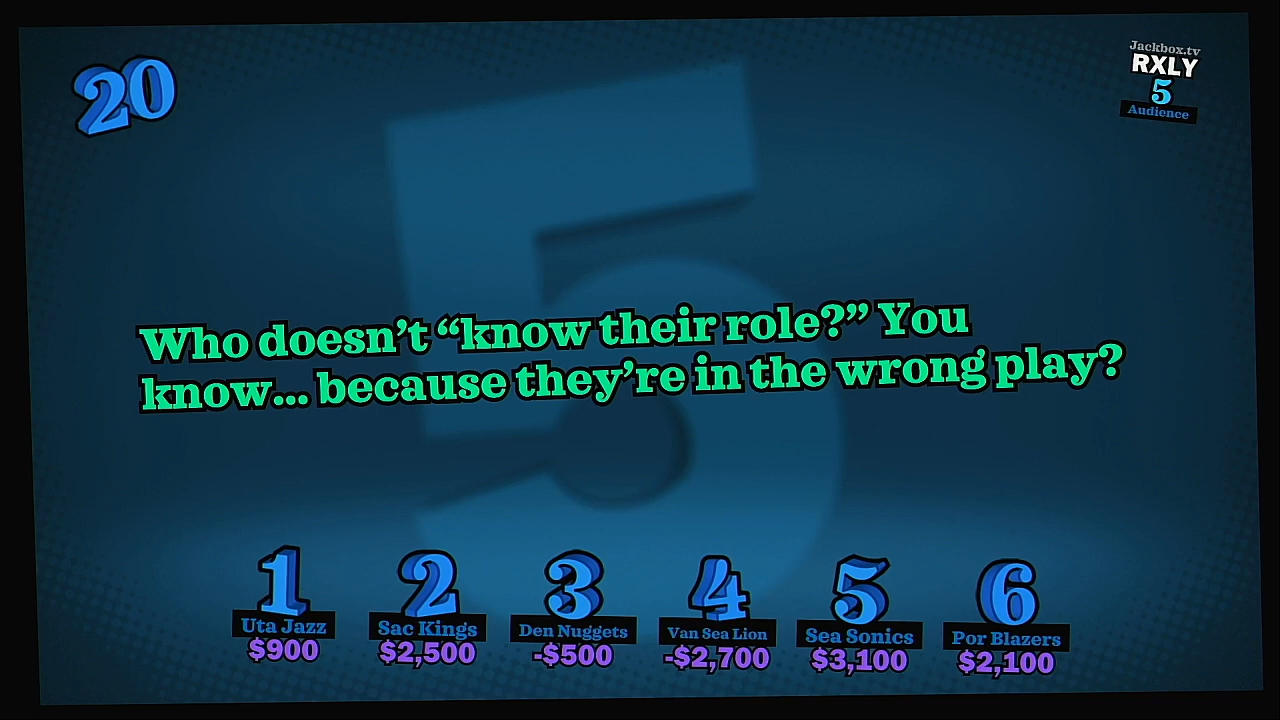 20
Jackbox.tv
RXLY
5
Audience
5
Who doesn't “know their role?” You
know... because they're in the wrong play?
1 2 3 4 5 6
Uta Jazz Sac Kings Den Nuggets Van Sea Lion Sea Sonics Por Blazers
$900 $2,500 -$500 -$2,700 $3,100 $2,100